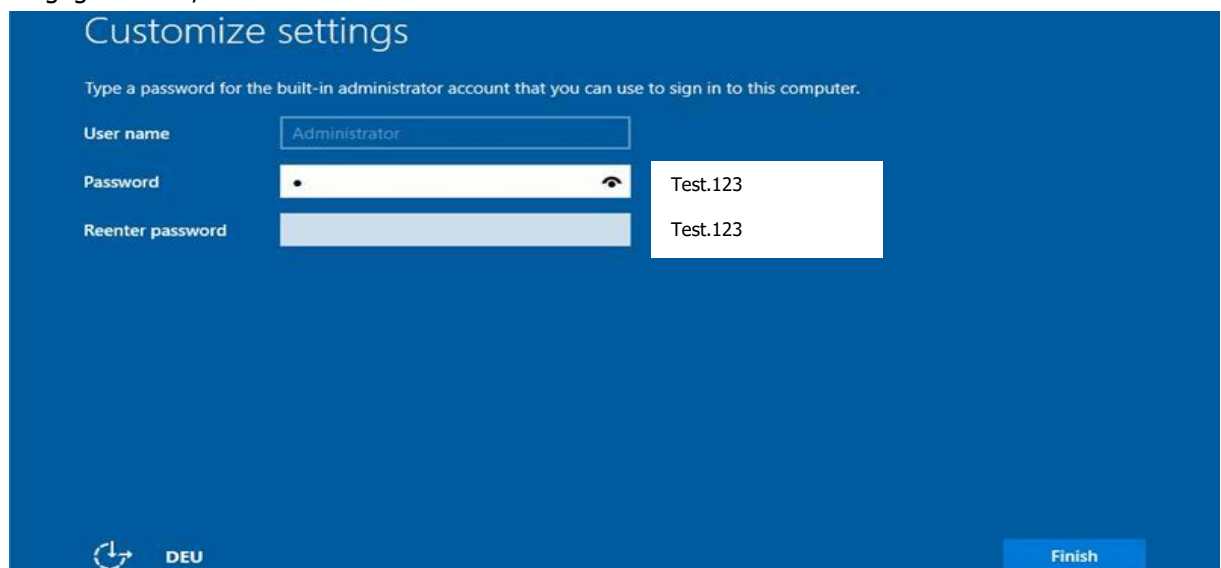 Customize settings
Type a password for the built-in administrator account that you can use to sign in to this computer.
User name Administrator
Password • Test.123
Reenter password Test.123
DEU Finish